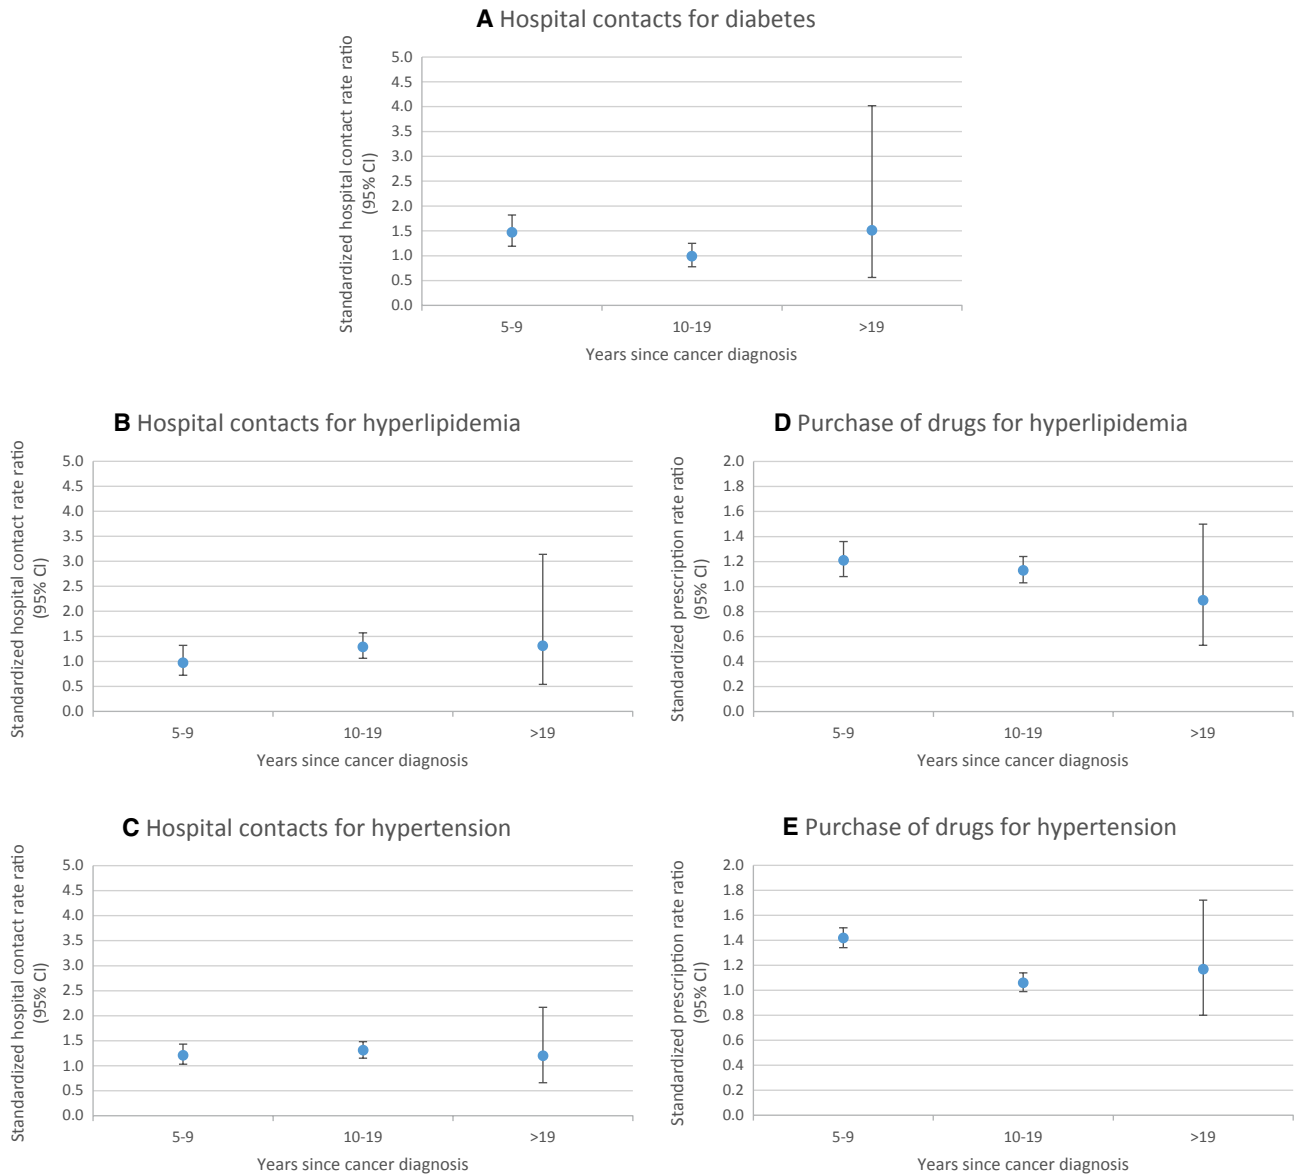 A Hospital contacts for diabetes
Standardized hospital contact rate ratio
(95% CI)
5.0
4.5
4.0
3.5
3.0
2.5
2.0
1.5
1.0
0.5
0.0
5-9 10-19 >19
Years since cancer diagnosis
B Hospital contacts for hyperlipidemia
Standardized hospital contact rate ratio
(95% CI)
5.0
4.5
4.0
3.5
3.0
2.5
2.0
1.5
1.0
0.5
0.0
5-9 10-19 >19
Years since cancer diagnosis
D Purchase of drugs for hyperlipidemia
Standardized prescription rate ratio
(95% CI)
2.0
1.8
1.6
1.4
1.2
1.0
0.8
0.6
0.4
0.2
0.0
5-9 10-19 >19
Years since cancer diagnosis
C Hospital contacts for hypertension
Standardized hospital contact rate ratio
(95% CI)
5.0
4.5
4.0
3.5
3.0
2.5
2.0
1.5
1.0
0.5
0.0
5-9 10-19 >19
Years since cancer diagnosis
E Purchase of drugs for hypertension
Standardized prescription rate ratio
(95% CI)
2.0
1.8
1.6
1.4
1.2
1.0
0.8
0.6
0.4
0.2
0.0
5-9 10-19 >19
Years since cancer diagnosis